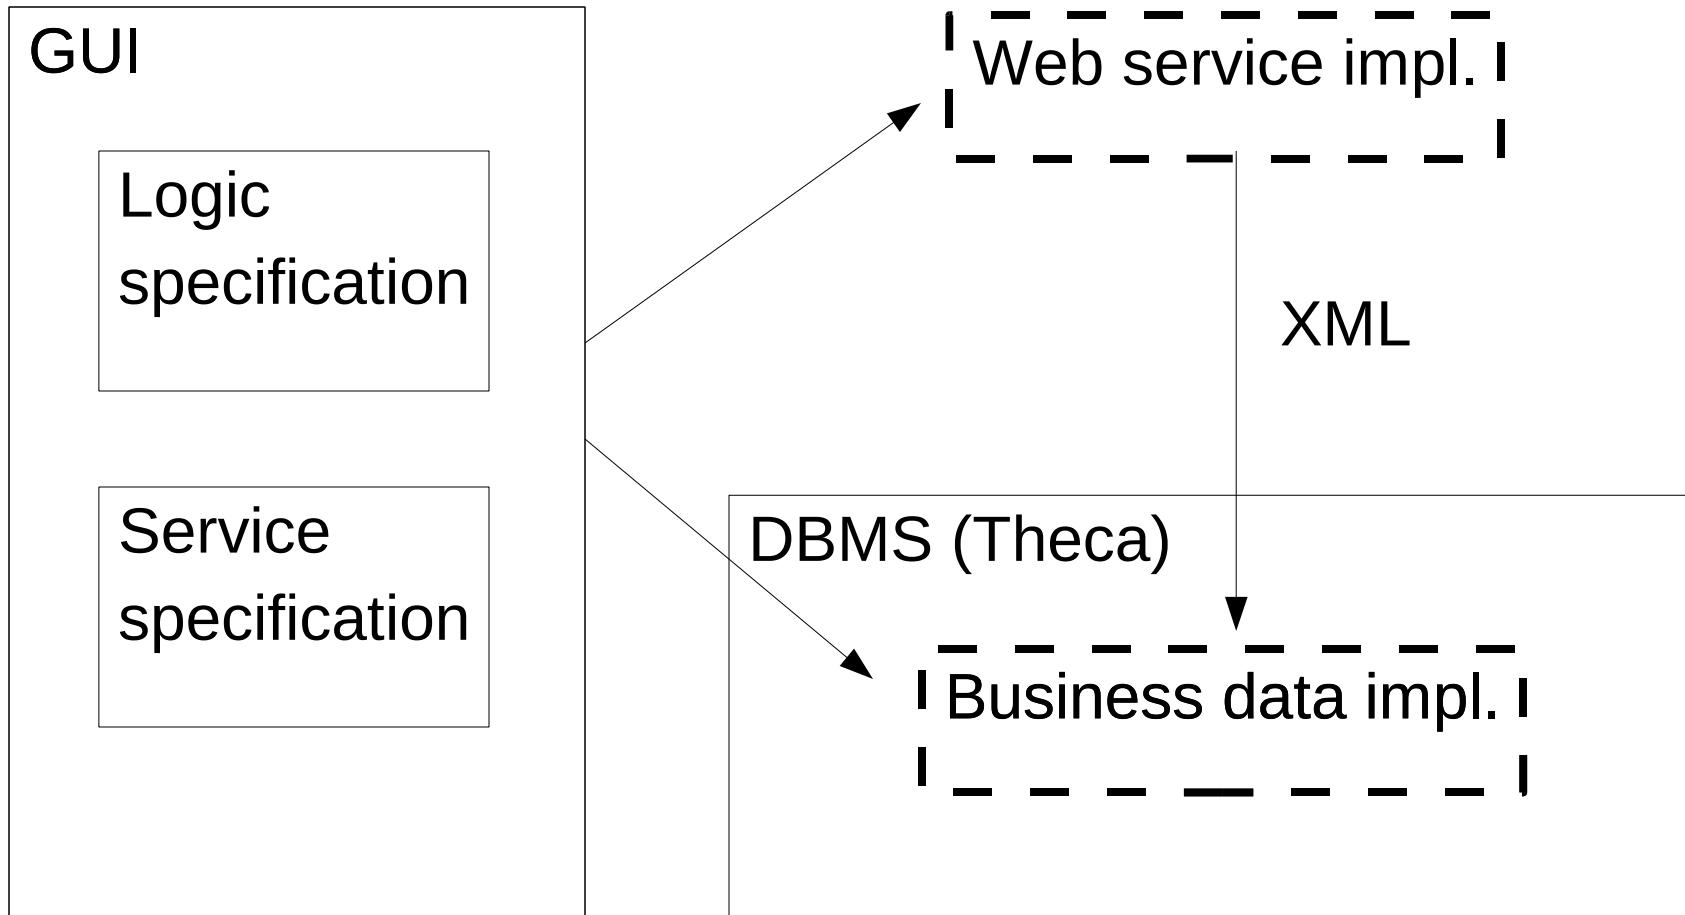 GUI
Logic
specification
Service
specification
Web service impl.
XML
DBMS (Theca)
Business data impl.